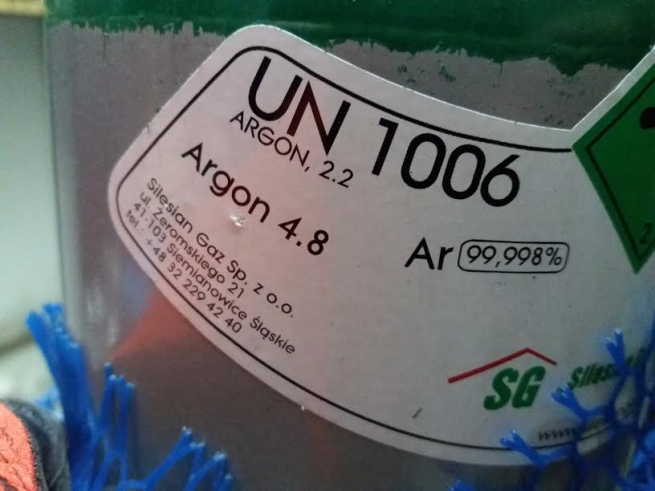 UN 1006
ARGON, 2.2
Argon 4.8
Ar 99,998%
Silesian Gaz Sp. z o.o.
ul. Żeromskiego 21
41-103 Siemianowice Śląskie
tel.: +48 32 229 42 40
SG